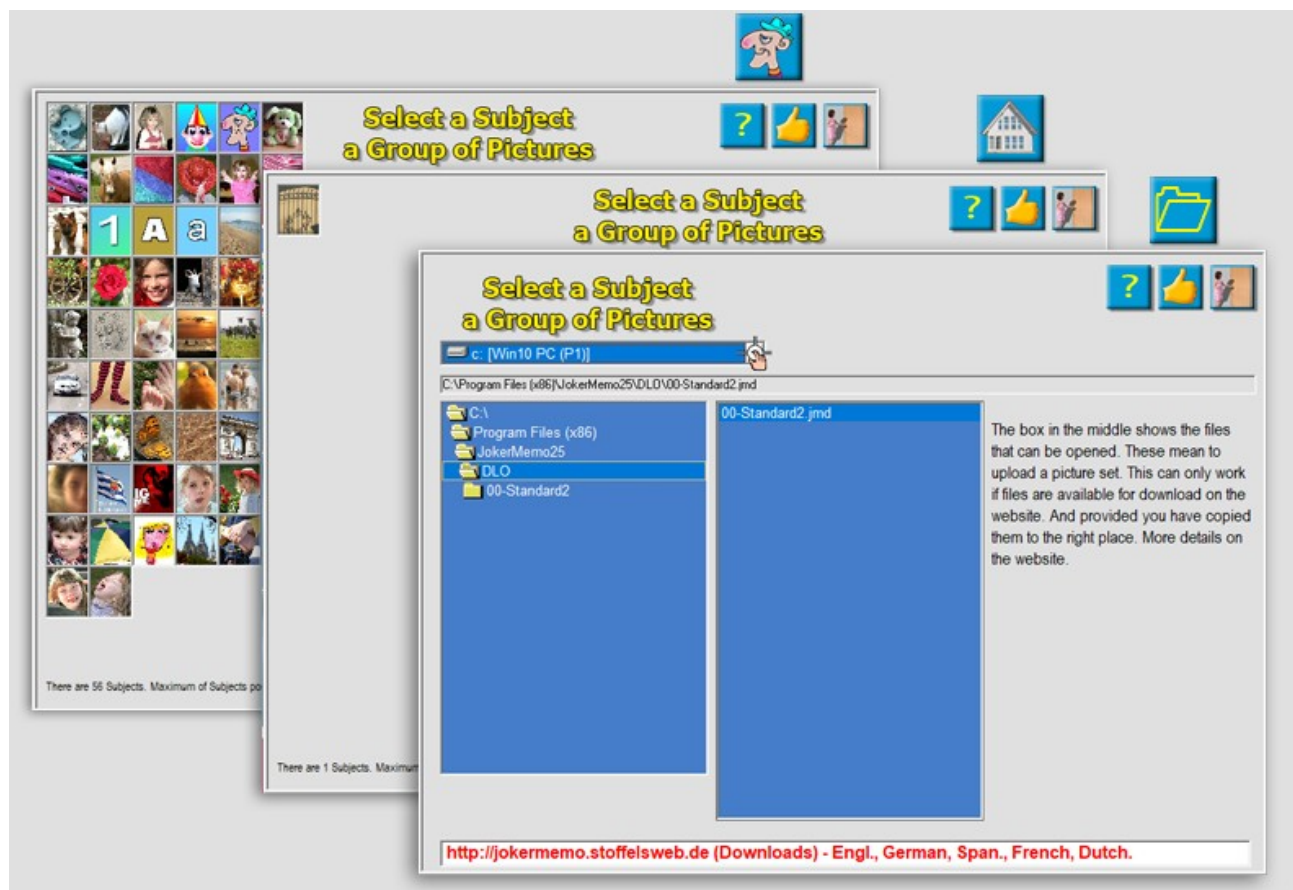 Select a Subject
a Group of Pictures
?
1 A a
There are 56 Subjects. Maximum of Subjects po
Select a Subject
a Group of Pictures
?
There are 1 Subjects. Maximum
Select a Subject
a Group of Pictures
?
c: [Win10 PC (P1)]
C:\Program Files (x86)\JokerMemo25\DLO\00-Standard2.jmd
C:\
Program Files (x86)
JokerMemo25
DLO
00-Standard2
00-Standard2.jmd
The box in the middle shows the files
that can be opened. These mean to
upload a picture set. This can only work
if files are available for download on the
website. And provided you have copied
them to the right place. More details on
the website.
http://jokermemo.stoffelsweb.de (Downloads) - Engl., German, Span., French, Dutch.